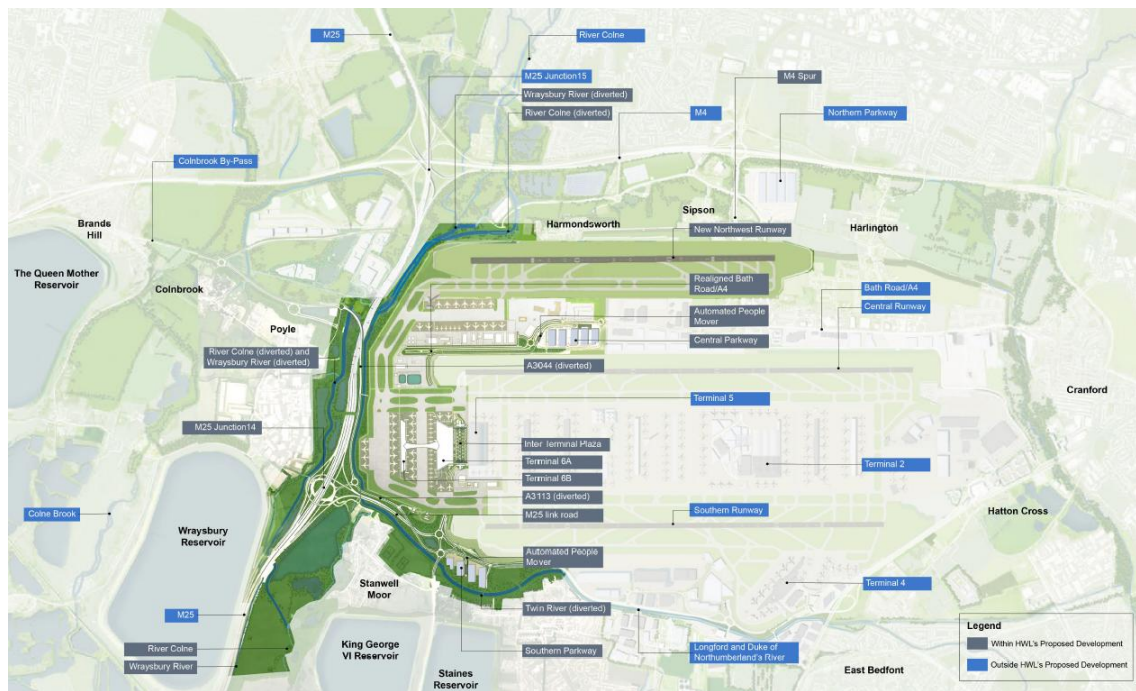 M25
River Colne
M25 Junction15
Wraysbury River (diverted)
River Colne (diverted)
M4 Spur
M4
Northern Parkway
Colnbrook By-Pass
Brands
Hill
Harmondsworth
Sipson
Harlington
New Northwest Runway
The Queen Mother
Reservoir
Colnbrook
Realigned Bath
Road/A4
Bath Road/A4
Central Runway
Automated People
Mover
Poyle
Central Parkway
River Colne (diverted) and
Wraysbury River (diverted)
A3044 (diverted)
Cranford
Terminal 5
M25 Junction14
Inter Terminal Plaza
Terminal 6A
Terminal 2
Terminal 6B
A3113 (diverted)
M25 link road
Southern Runway
Colne Brook
Hatton Cross
Wraysbury
Reservoir
Automated People
Mover
Stanwell
Moor
Terminal 4
M25
Twin River (diverted)
River Colne
Wraysbury River
King George
VI Reservoir
Southern Parkway
Staines
Reservoir
Longford and Duke of
Northumberlend's River
East Bedfont
Legend
Within HWL's Proposed Development
Outside HWL's Proposed Development